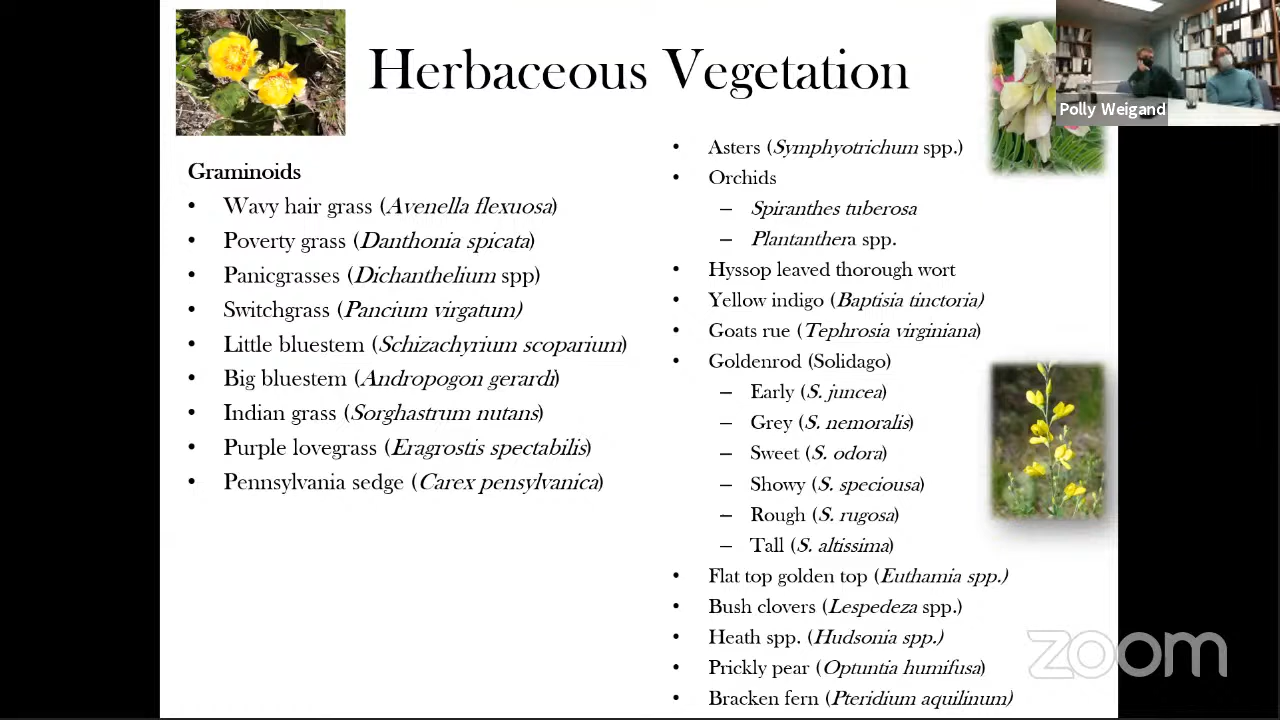 Herbaceous Vegetation
Polly Weigand
Graminoids
• Wavy hair grass (Avenella flexuosa)
• Poverty grass (Danthonia spicata)
• Panicgrasses (Dichanthelium spp)
• Switchgrass (Pancium virgatum)
• Little bluestem (Schizachyrium scoparium)
• Big bluestem (Andropogon gerardi)
• Indian grass (Sorghastrum nutans)
• Purple lovegrass (Eragrostis spectabilis)
• Pennsylvania sedge (Carex pensylvanica)
• Asters (Symphyotrichum spp.)
• Orchids
– Spiranthes tuberosa
– Plantanthera spp.
• Hyssop leaved thorough wort
• Yellow indigo (Baptisia tinctoria)
• Goats rue (Tephrosia virginiana)
• Goldenrod (Solidago)
– Early (S. juncea)
– Grey (S. nemoralis)
– Sweet (S. odora)
– Showy (S. speciousa)
– Rough (S. rugosa)
– Tall (S. altissima)
• Flat top golden top (Euthamia spp.)
• Bush clovers (Lespedeza spp.)
• Heath spp. (Hudsonia spp.)
• Prickly pear (Optuntia humifusa)
• Bracken fern (Pteridium aquilinum)
zoom